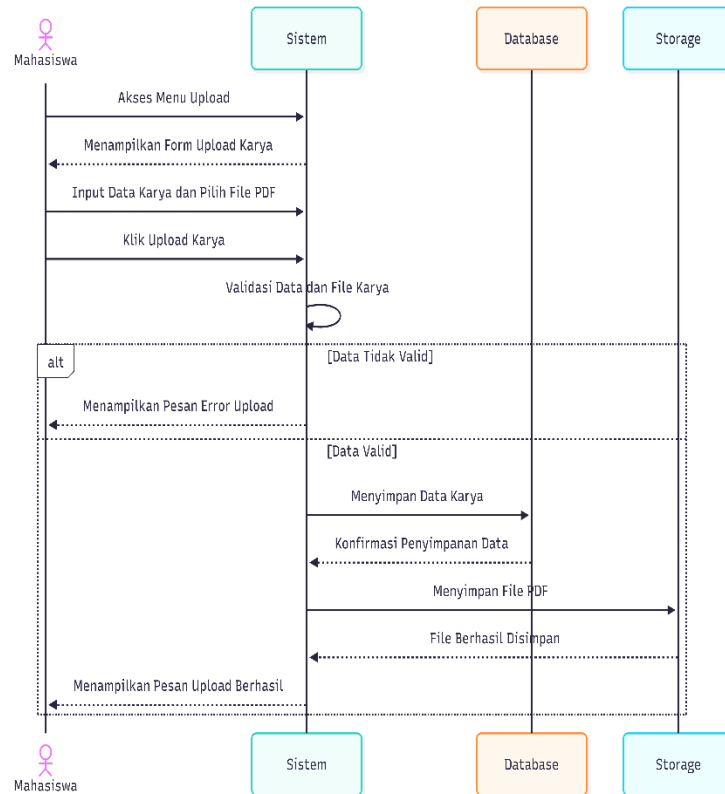 Mahasiswa
Sistem
Database
Storage
Akses Menu Upload
Menampilkan Form Upload Karya
Input Data Karya dan Pilih File PDF
Klik Upload Karya
Validasi Data dan File Karya
alt
[Data Tidak Valid]
Menampilkan Pesan Error Upload
[Data Valid]
Menyimpan Data Karya
Konfirmasi Penyimpanan Data
Menyimpan File PDF
File Berhasil Disimpan
Menampilkan Pesan Upload Berhasil
Mahasiswa
Sistem
Database
Storage